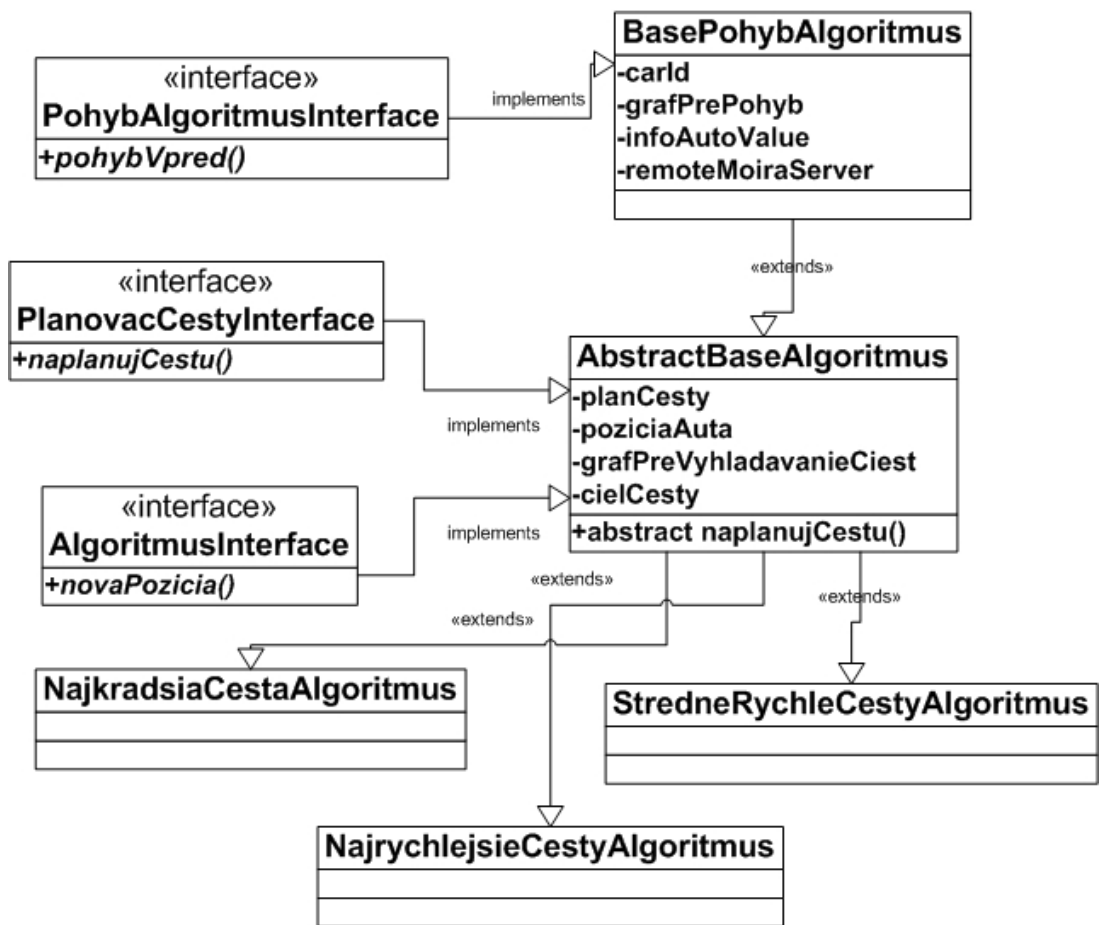 BasePohybAlgoritmus
-carId
-grafPrePohyb
-infoAutoValue
-remoteMoiraServer
«interface»
PohybAlgoritmusInterface
+pohybVpred()
implements
«extends»
«interface»
PlanovacCestyInterface
+naplanujCestu()
implements
AbstractBaseAlgoritmus
-planCesty
-poziciaAuta
-grafPreVyhladavanieCiest
-cielCesty
+abstract naplanujCestu()
«interface»
AlgoritmusInterface
+novaPozicia()
implements
«extends»
«extends»
«extends»
NajkradsiaCestaAlgoritmus
StredneRychleCestyAlgoritmus
NajrychlejsieCestyAlgoritmus